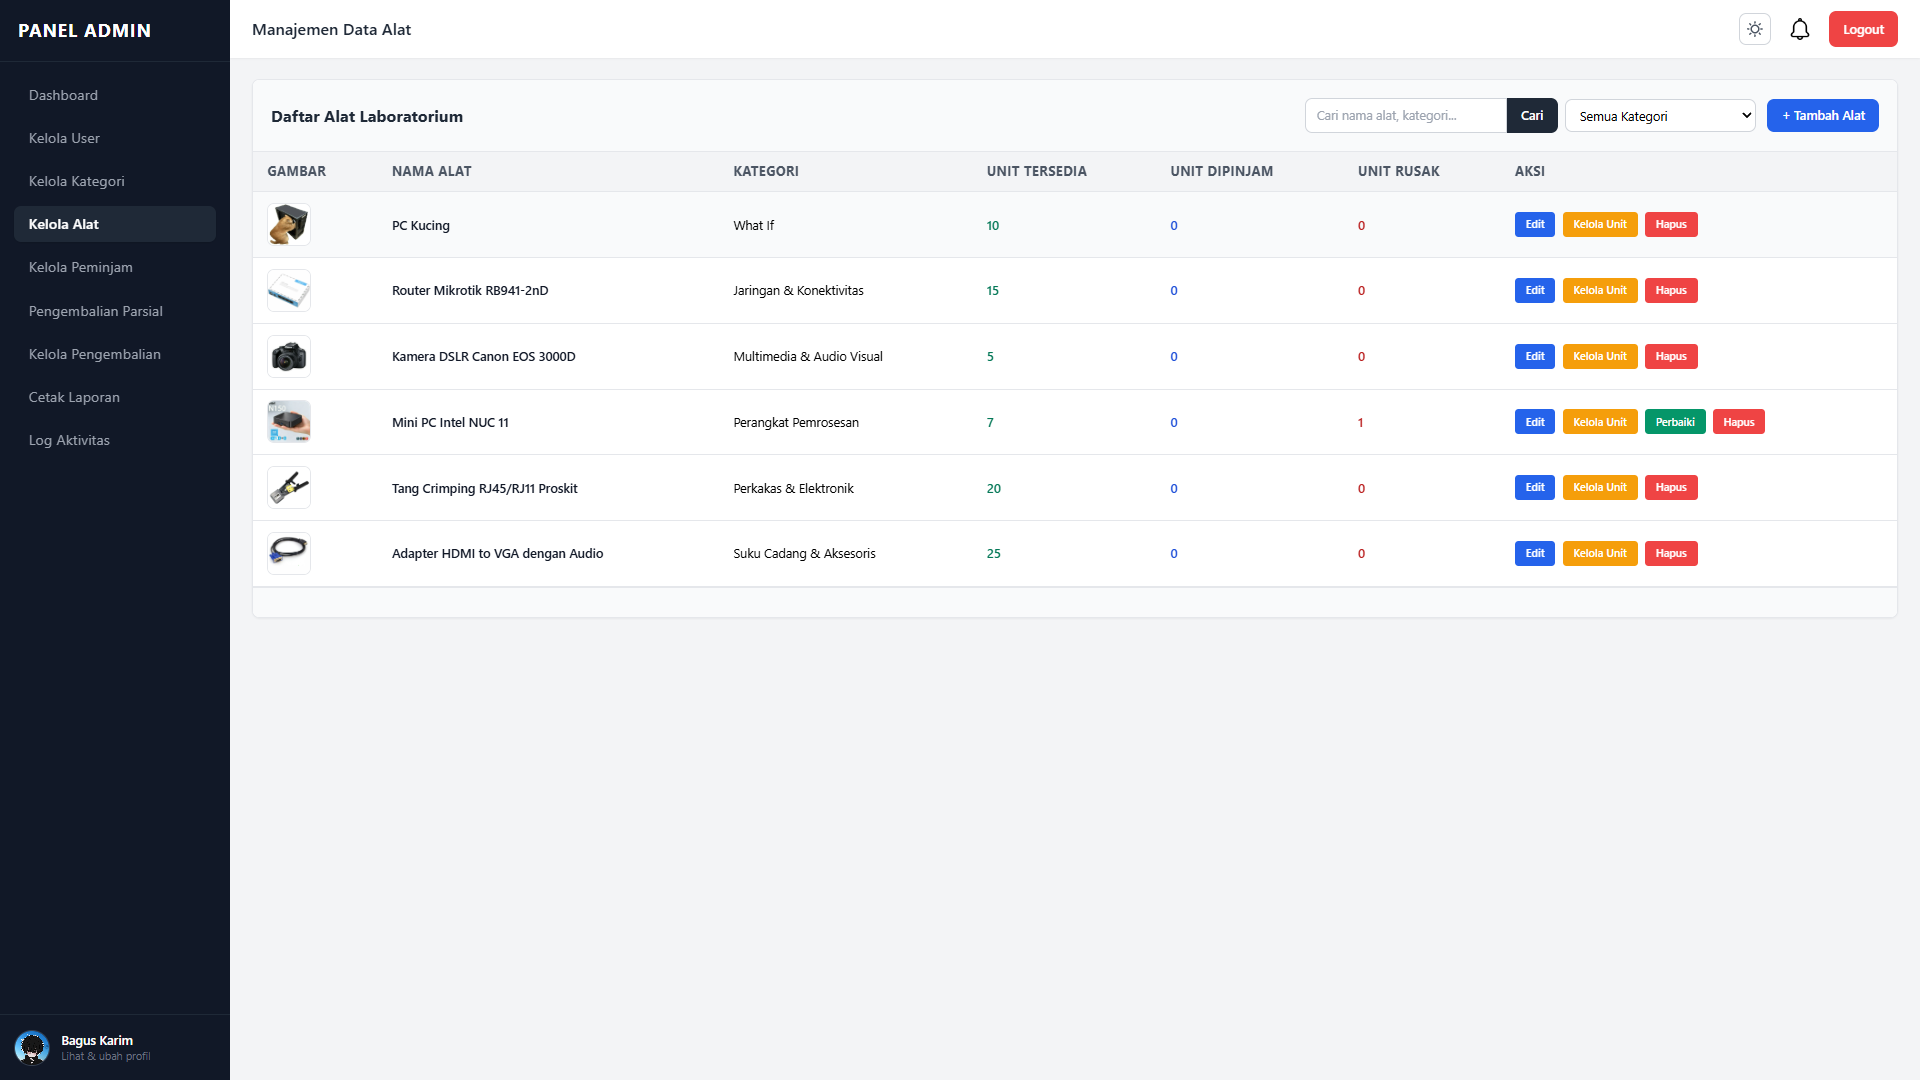 PANEL ADMIN
Manajemen Data Alat
Logout
Dashboard
Kelola User
Kelola Kategori
Kelola Alat
Kelola Peminjam
Pengembalian Parsial
Kelola Pengembalian
Cetak Laporan
Log Aktivitas
Daftar Alat Laboratorium
Cari nama alat, kategori...
Cari
Semua Kategori
+ Tambah Alat
GAMBAR NAMA ALAT KATEGORI UNIT TERSEDIA UNIT DIPINJAM UNIT RUSAK AKSI
PC Kucing What If 10 0 0 Edit Kelola Unit Hapus
Router Mikrotik RB941-2nD Jaringan & Konektivitas 15 0 0 Edit Kelola Unit Hapus
Kamera DSLR Canon EOS 3000D Multimedia & Audio Visual 5 0 0 Edit Kelola Unit Hapus
Mini PC Intel NUC 11 Perangkat Pemrosesan 7 0 1 Edit Kelola Unit Perbaiki Hapus
Tang Crimping RJ45/RJ11 Proskit Perkakas & Elektronik 20 0 0 Edit Kelola Unit Hapus
Adapter HDMI to VGA dengan Audio Suku Cadang & Aksesoris 25 0 0 Edit Kelola Unit Hapus
Bagus Karim
Lihat & ubah profil